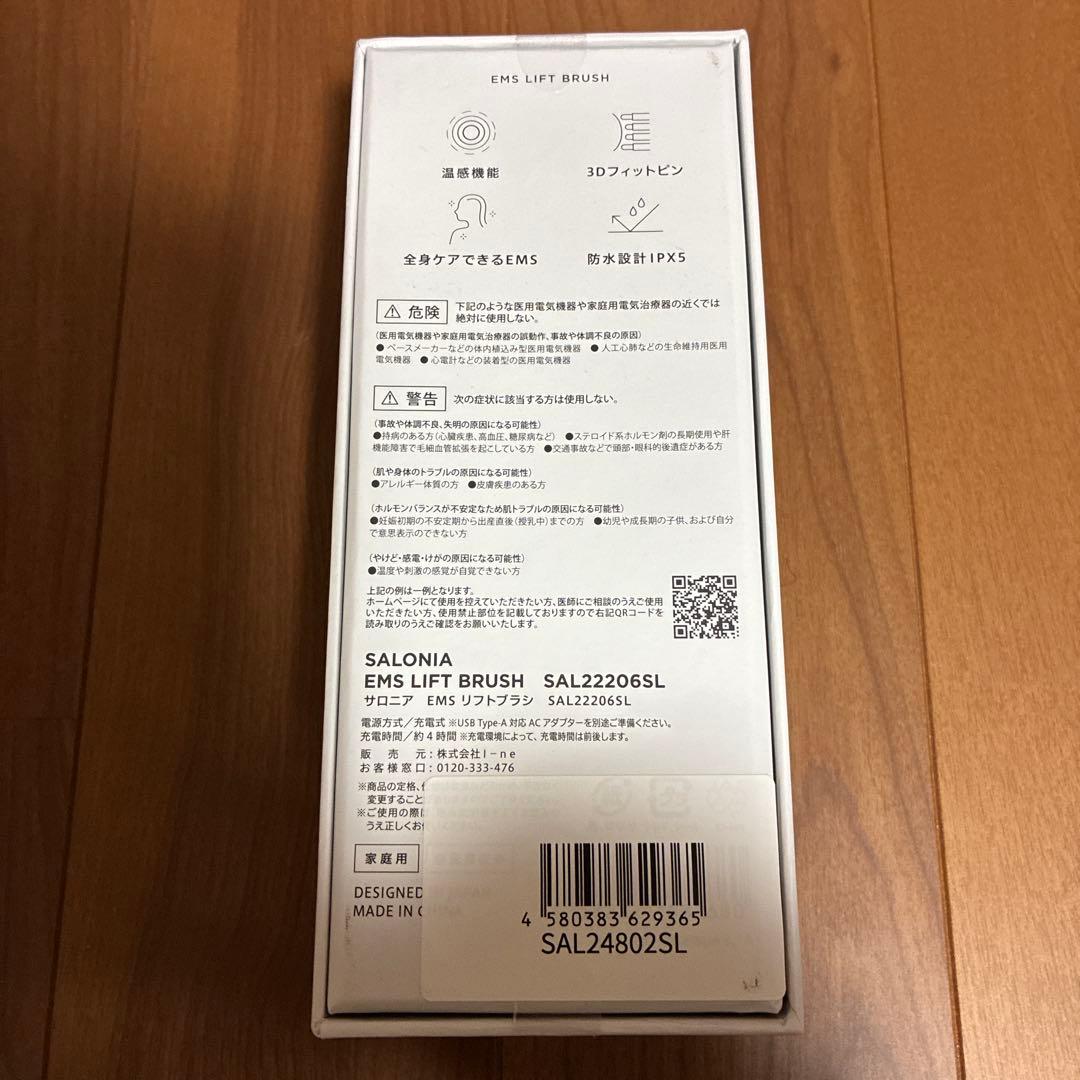 EMS LIFT BRUSH
温感機能
3Dフィットピン
全身ケアできるEMS
防水設計IPX5
危険 下記のような医用電気機器や家庭用電気治療器の近くでは
絶対に使用しない。
(医用電気機器や家庭用電気治療器の誤動作、事故や体調不良の原因)
●ペースメーカーなどの体内植込み型医用電気機器 ●人工心肺などの生命維持用医用
電気機器 ●心電計などの装着型の医用電気機器
警告 次の症状に該当する方は使用しない。
(事故や体調不良、失明の原因になる可能性)
●持病のある方(心臓疾患、高血圧、糖尿病など) ●ステロイド系ホルモン剤の長期使用や肝
機能障害で毛細血管拡張を起こしている方 ●交通事故などで頭部・眼科的後遺症がある方
(肌や身体のトラブルの原因になる可能性)
●アレルギー体質の方 ●皮膚疾患のある方
(ホルモンバランスが不安定なため肌トラブルの原因になる可能性)
●妊娠初期の不安定期から出産直後(授乳中)までの方 ●幼児や成長期の子供、および自分
で意思表示のできない方
(やけど・感電・けがの原因になる可能性)
●温度や刺激の感覚が自覚できない方
上記の例は一例となります。
ホームページにて使用を控えていただきたい方、医師にご相談のうえご使用
いただきたい方、使用禁止部位を記載しておりますので右記QRコードを
読み取りのうえご確認をお願いいたします。
SALONIA
EMS LIFT BRUSH SAL22206SL
サロニア EMS リフトブラシ SAL22206SL
電源方式/充電式 ※USB Type-A 対応 AC アダプターを別途ご準備ください。
充電時間/約4時間 ※充電環境によって、充電時間は前後します。
販売元:株式会社I-ne
お客様窓口:0120-333-476
※商品の定格、
変更すること
※ご使用の際
うえ正しくお
家庭用
DESIGNED
MADE IN
4 580383 629365
SAL24802SL